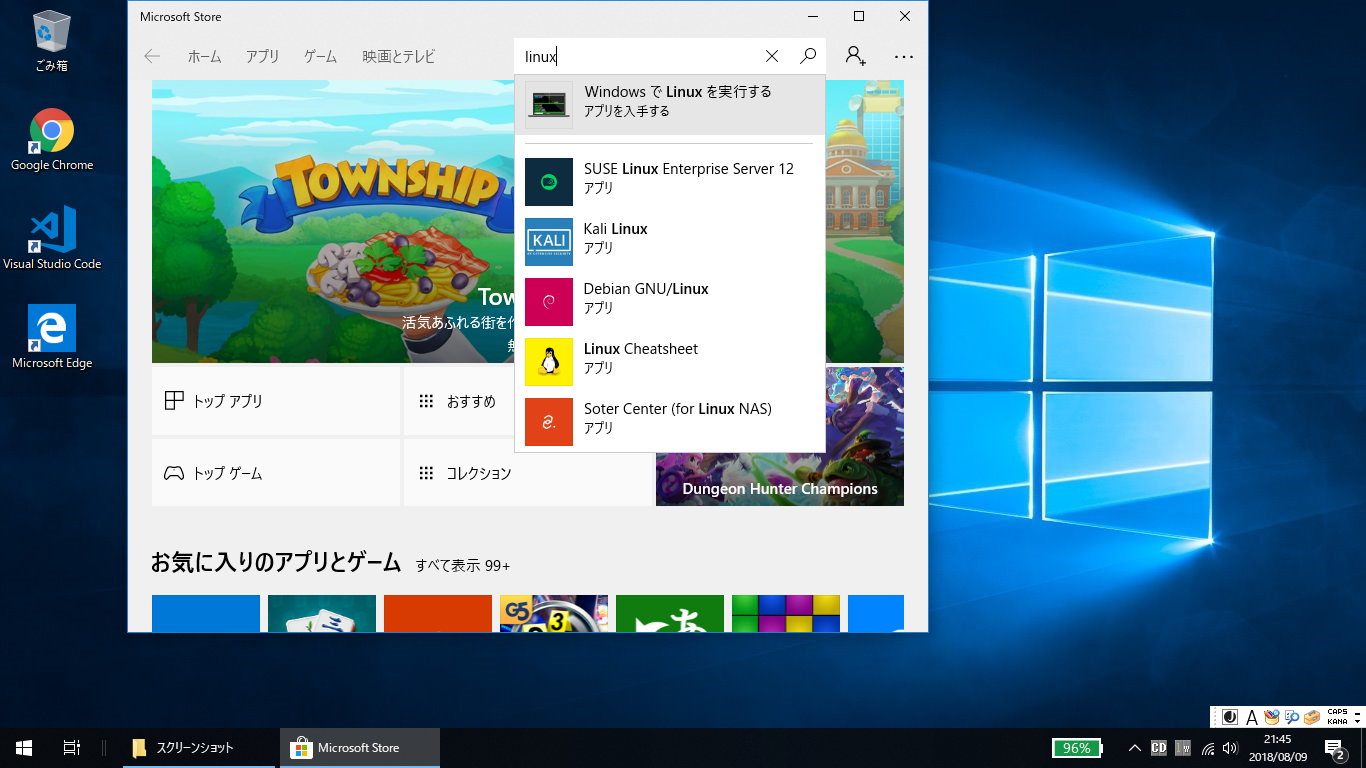 ごみ箱
Google Chrome
Visual Studio Code
Microsoft Edge
Microsoft Store
ホーム
アプリ
ゲーム
映画とテレビ
linux
Windows で Linux を実行する
アプリを入手する
SUSE Linux Enterprise Server 12
アプリ
KALI
Kali Linux
アプリ
Debian GNU/Linux
アプリ
Linux Cheatsheet
アプリ
Soter Center (for Linux NAS)
アプリ
TOWNSHIP
Tow
活気あふれる街を作
無
トップ アプリ
おすすめ
トップ ゲーム
コレクション
Dungeon Hunter Champions
お気に入りのアプリとゲーム
すべて表示 99+
G5
3
あ
A
CAPS
KANA
スクリーンショット
Microsoft Store
96%
CD
21:45
2018/08/09
2